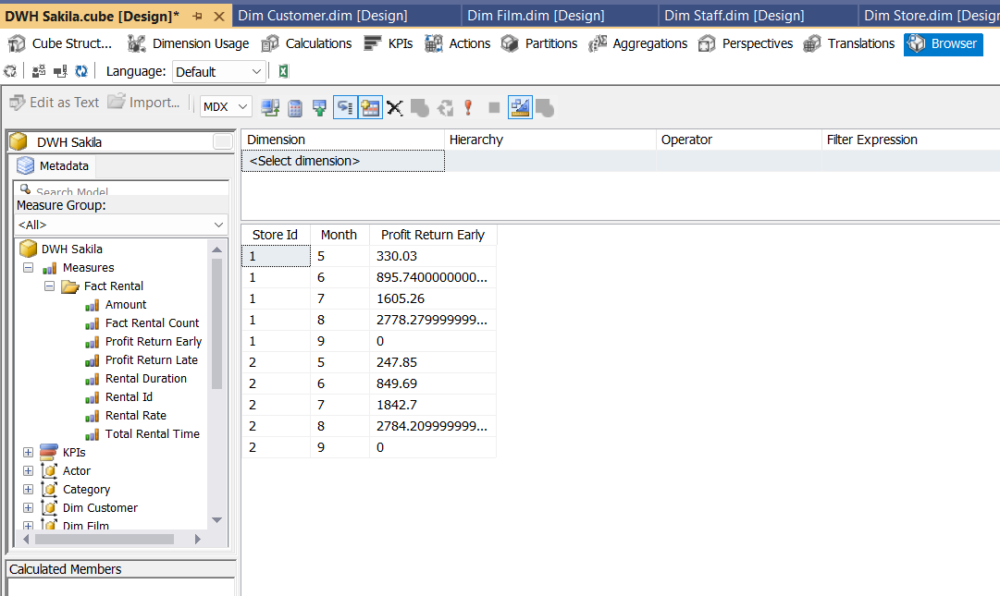 DWH Sakila.cube [Design]* Dim Customer.dim [Design] Dim Film.dim [Design] Dim Staff.dim [Design] Dim Store.dim [Desig
Cube Struct... Dimension Usage Calculations KPIs Actions Partitions Aggregations Perspectives Translations Browser
Language: Default
Edit as Text Import... MDX
DWH Sakila
Metadata
Search Model
Measure Group:
<All>
DWH Sakila
Measures
Fact Rental
Amount
Fact Rental Count
Profit Return Early
Profit Return Late
Rental Duration
Rental Id
Rental Rate
Total Rental Time
KPIs
Actor
Category
Dim Customer
Dim Film
Calculated Members
Dimension Hierarchy Operator Filter Expression
<Select dimension>
Store Id Month Profit Return Early
1 5 330.03
1 6 895.7400000000...
1 7 1605.26
1 8 2778.279999999...
1 9 0
2 5 247.85
2 6 849.69
2 7 1842.7
2 8 2784.209999999...
2 9 0